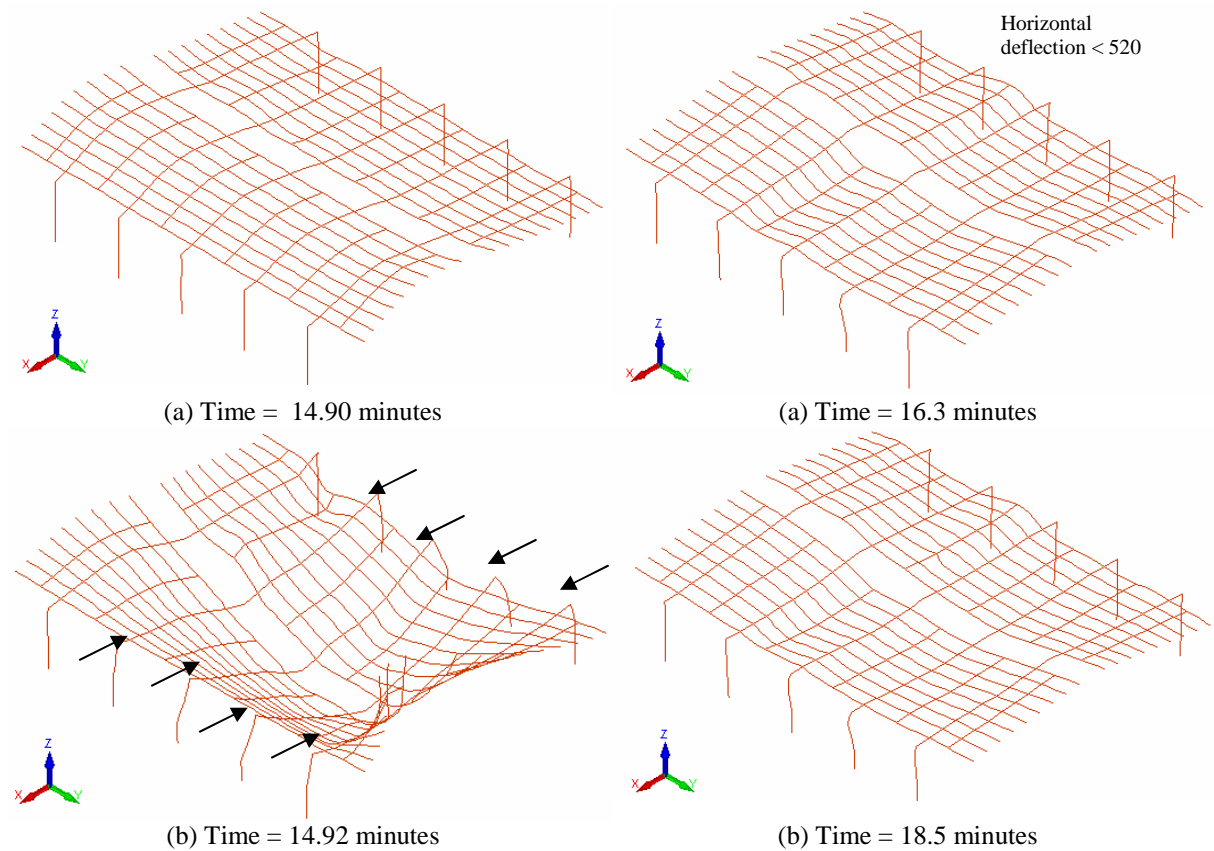 Horizontal
deflection < 520
Z
X
Y
Z
X
Y
(a) Time = 14.90 minutes
(a) Time = 16.3 minutes
Z
X
Y
Z
X
Y
(b) Time = 14.92 minutes
(b) Time = 18.5 minutes